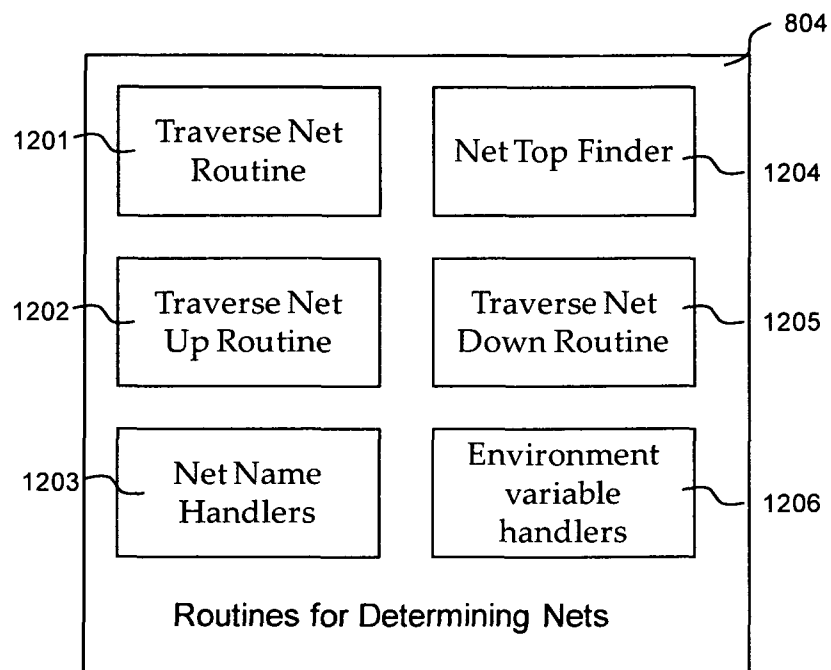 804
1201
Traverse Net
Routine
Net Top Finder
1204
1202
Traverse Net
Up Routine
Traverse Net
Down Routine
1205
1203
Net Name
Handlers
Environment
variable
handlers
1206
Routines for Determining Nets